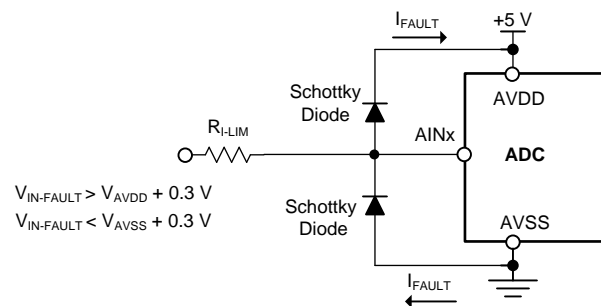 I_FAULT
+5 V
Schottky
Diode
AVDD
R_I-LIM
AINx
ADC
V_IN-FAULT > V_AVDD + 0.3 V
V_IN-FAULT < V_AVSS + 0.3 V
Schottky
Diode
AVSS
I_FAULT